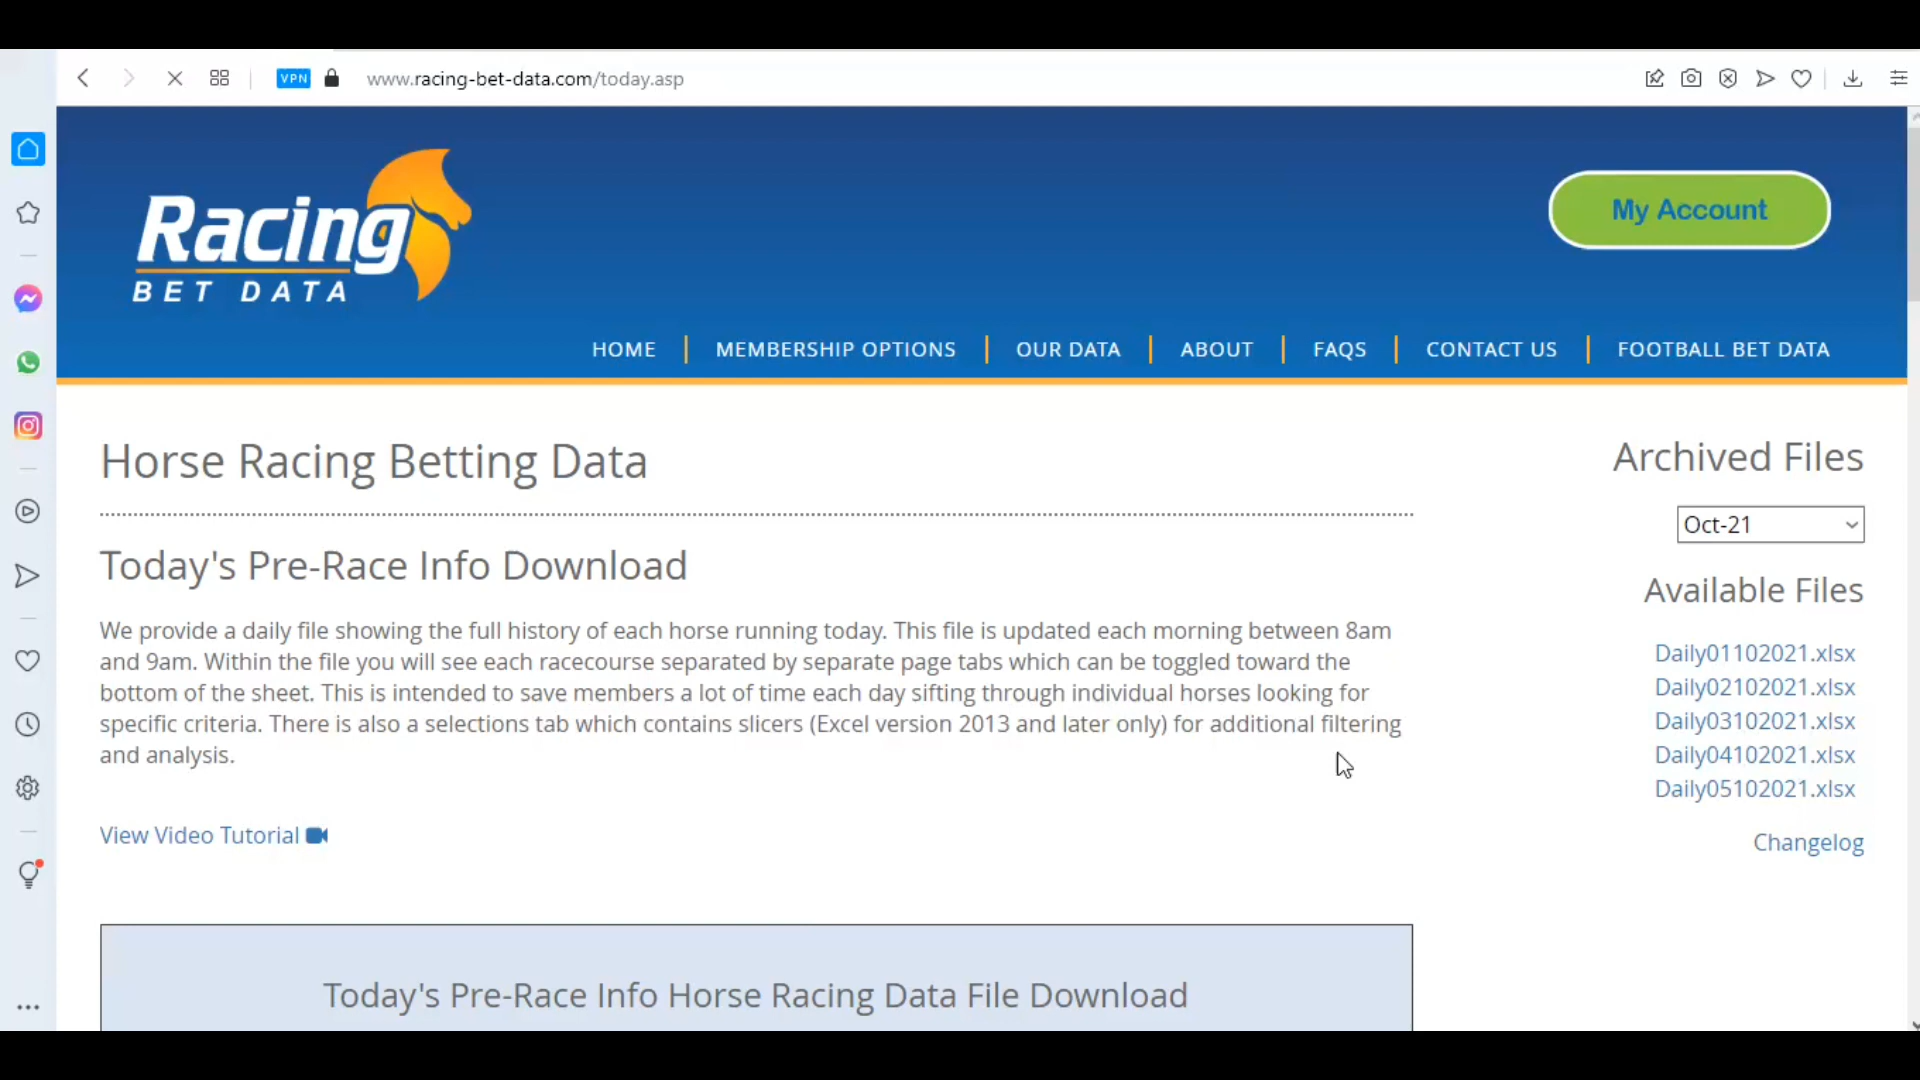 VPN www.racing-bet-data.com/today.asp
Racing
BET DATA
My Account
HOME MEMBERSHIP OPTIONS OUR DATA ABOUT FAQS CONTACT US FOOTBALL BET DATA
Horse Racing Betting Data
Today's Pre-Race Info Download
We provide a daily file showing the full history of each horse running today. This file is updated each morning between 8am
and 9am. Within the file you will see each racecourse separated by separate page tabs which can be toggled toward the
bottom of the sheet. This is intended to save members a lot of time each day sifting through individual horses looking for
specific criteria. There is also a selections tab which contains slicers (Excel version 2013 and later only) for additional filtering
and analysis.
View Video Tutorial
Today's Pre-Race Info Horse Racing Data File Download
Archived Files
Oct-21
Available Files
Daily01102021.xlsx
Daily02102021.xlsx
Daily03102021.xlsx
Daily04102021.xlsx
Daily05102021.xlsx
Changelog